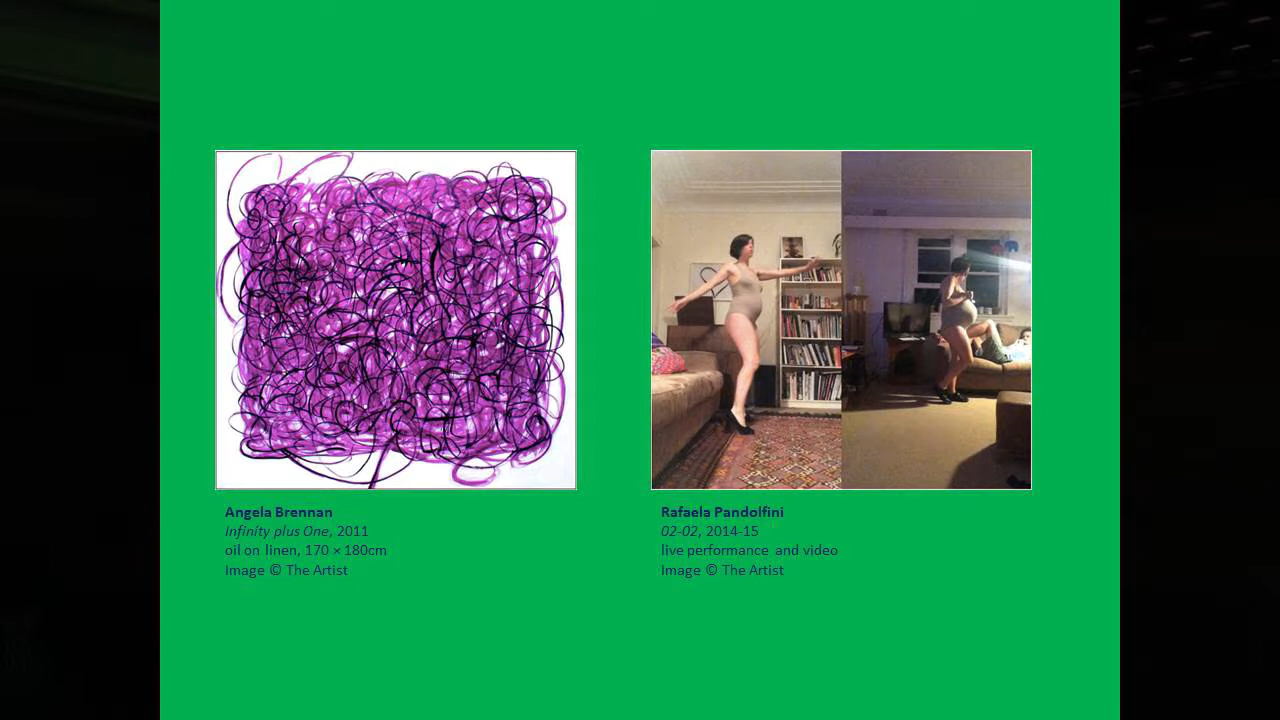 Angela Brennan
Infinity plus One, 2011
oil on linen, 170 × 180cm
Image © The Artist
Rafaela Pandolfini
02-02, 2014-15
live performance and video
Image © The Artist